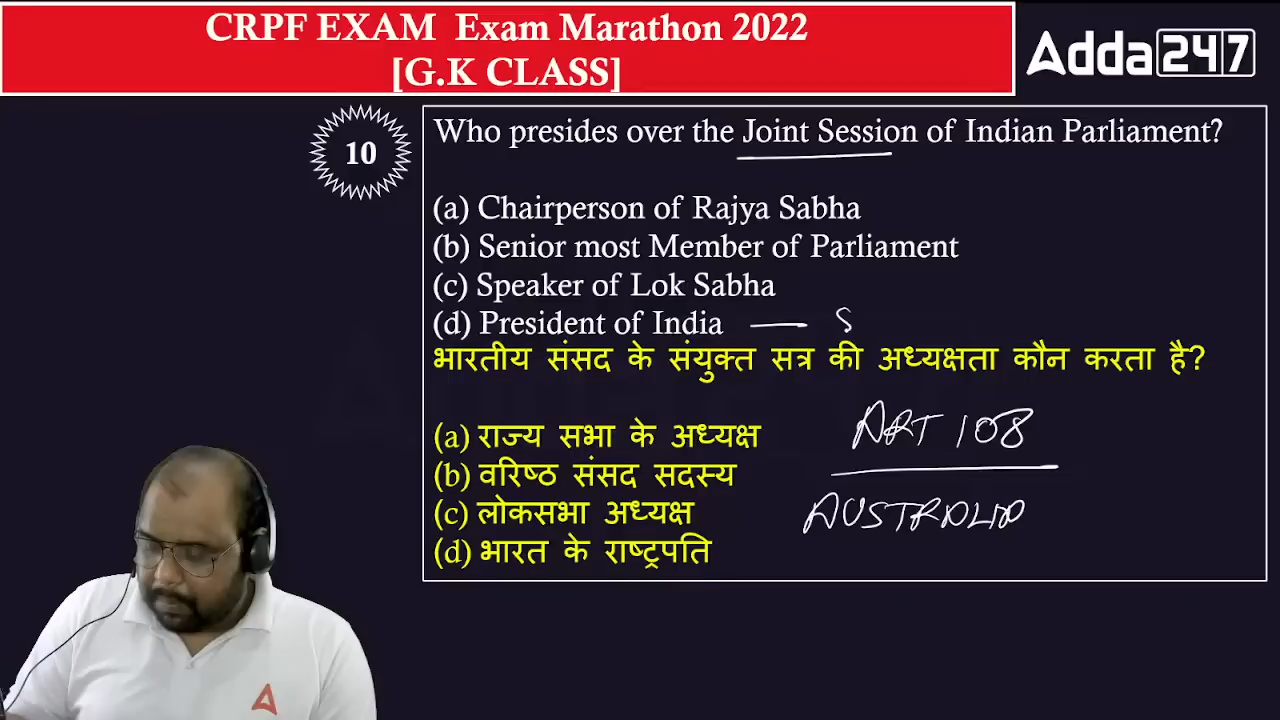 CRPF EXAM Exam Marathon 2022
[G.K CLASS]
Adda247
10
Who presides over the Joint Session of Indian Parliament?
(a) Chairperson of Rajya Sabha
(b) Senior most Member of Parliament
(c) Speaker of Lok Sabha
(d) President of India — S
भारतीय संसद के संयुक्त सत्र की अध्यक्षता कौन करता है?
(a) राज्य सभा के अध्यक्ष
(b) वरिष्ठ संसद सदस्य
(c) लोकसभा अध्यक्ष
(d) भारत के राष्ट्रपति
ART 108
AUSTRALIA